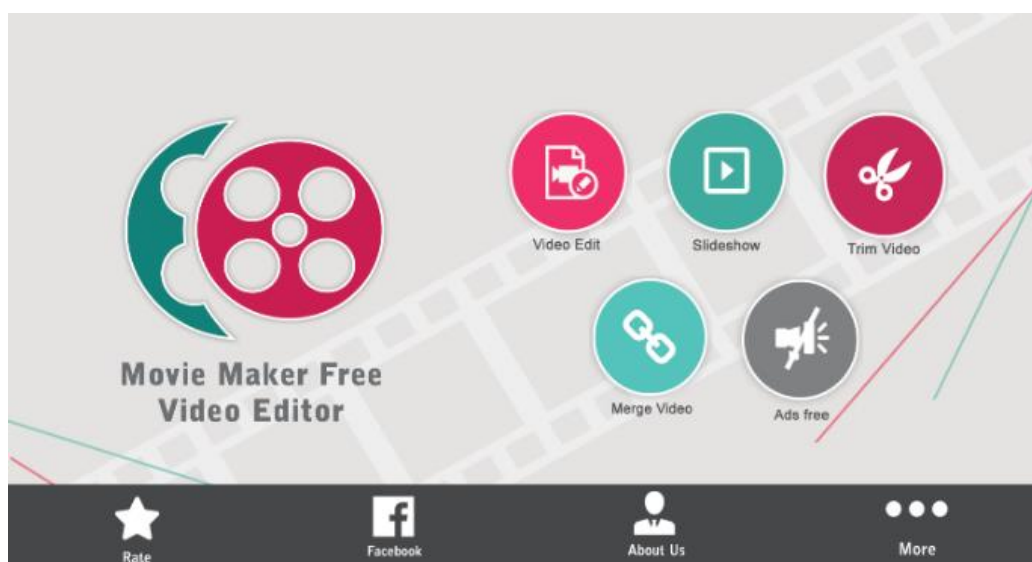 Video Edit
Slideshow
Trim Video
Movie Maker Free
Video Editor
Merge Video
Ads free
Rate
Facebook
About Us
More